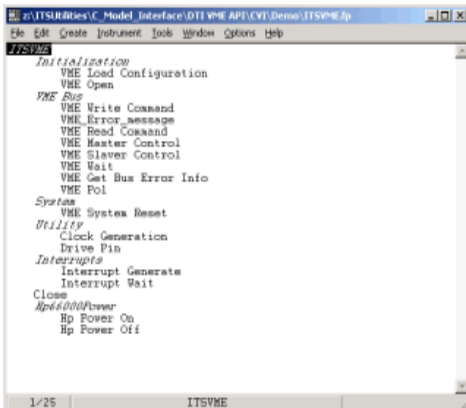 z:\ITSUtilities\C_Model_Interface\DTI VME API\CVI\Demo\ITSVME.fp
File Edit Create Instrument Tools Window Options Help
ITSVME
Initialization
VME Load Configuration
VME Open
VME Bus
VME Write Command
VME_Error_message
VME Read Command
VME Master Control
VME Slaver Control
VME Wait
VME Get Bus Error Info
VME Pol
System
VME System Reset
Utility
Clock Generation
Drive Pin
Interrupts
Interrupt Generate
Interrupt Wait
Close
Hp66000Power
Hp Power On
Hp Power Off
1/25 ITSVME